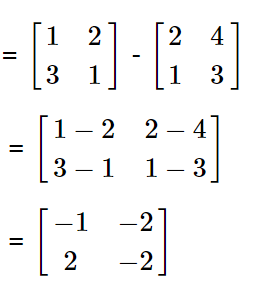 = [1 2
3 1] - [2 4
1 3]
= [1 − 2 2 − 4
3 − 1 1 − 3]
= [−1 −2
2 −2]